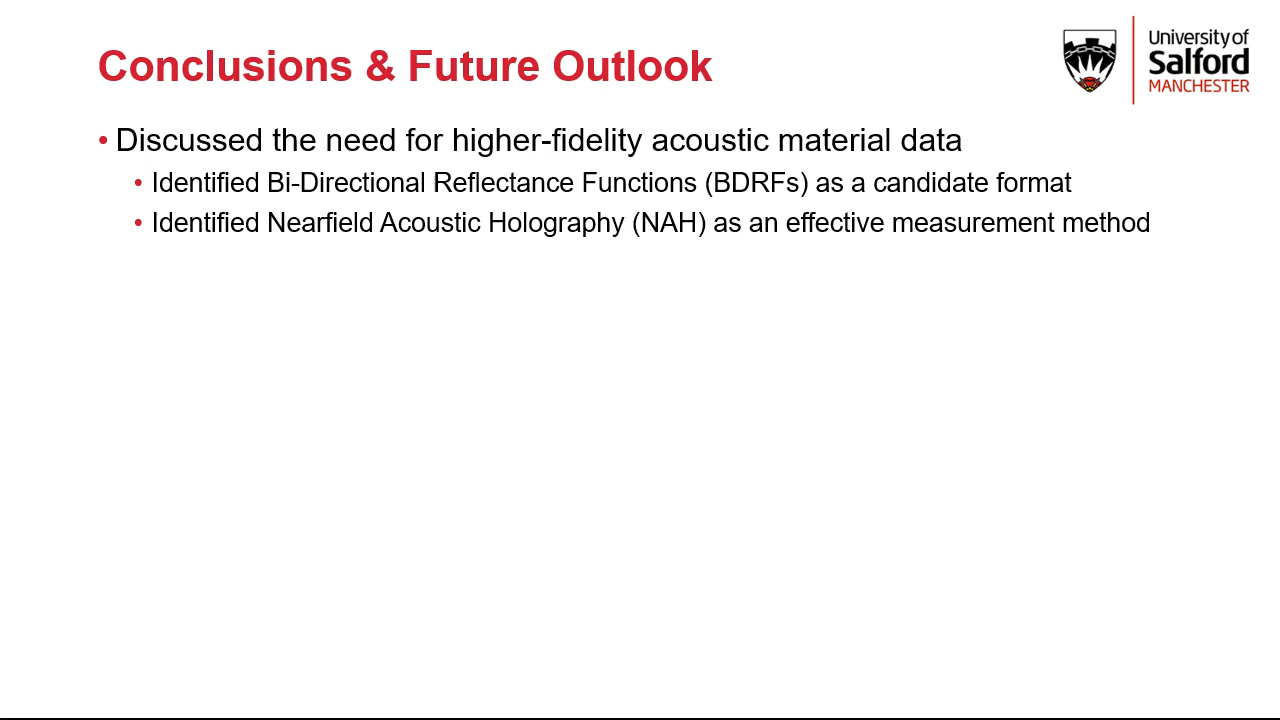 Conclusions & Future Outlook
University of
Salford
MANCHESTER
• Discussed the need for higher-fidelity acoustic material data
• Identified Bi-Directional Reflectance Functions (BDRFs) as a candidate format
• Identified Nearfield Acoustic Holography (NAH) as an effective measurement method